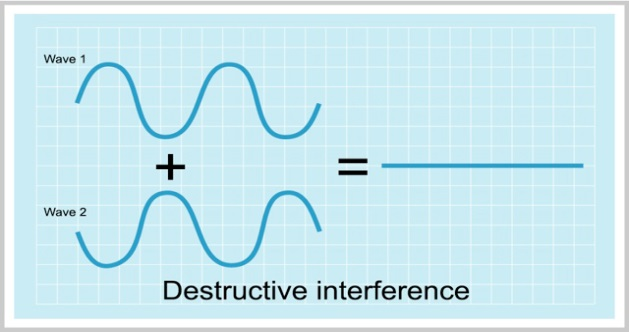 Wave 1
+
=
Wave 2
Destructive interference